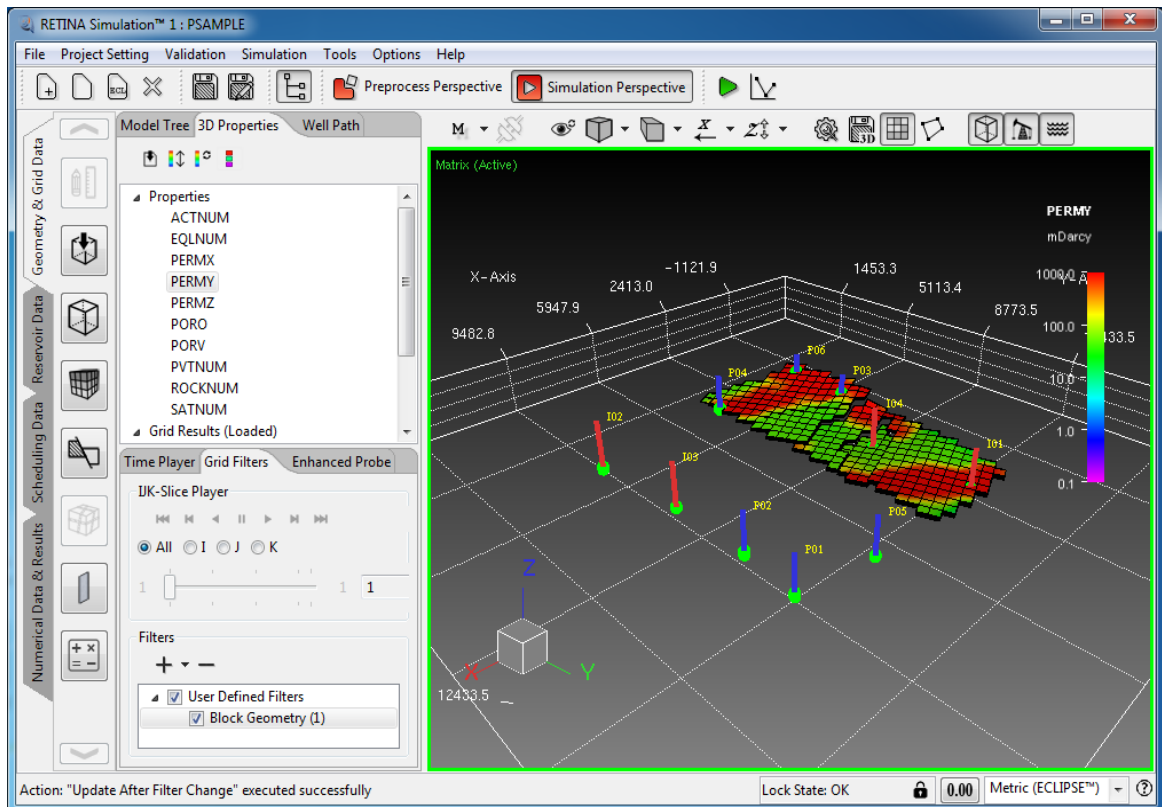 RETINA Simulation™ 1 : PSAMPLE
File Project Setting Validation Simulation Tools Options Help
ECL Preprocess Perspective Simulation Perspective
Geometry & Grid Data
Reservoir Data
Scheduling Data
Numerical Data & Results
Model Tree 3D Properties Well Path
Properties
ACTNUM
EQLNUM
PERMX
PERMY
PERMZ
PORO
PORV
PVTNUM
ROCKNUM
SATNUM
Grid Results (Loaded)
Time Player Grid Filters Enhanced Probe
IJK-Slice Player
All I J K
1 1 1
Filters
User Defined Filters
Block Geometry (1)
M X Z 3D
Matrix (Active)
PERMY
mDarcy
X-Axis -1121.9 1453.3
2413.0 5113.4
5947.9 8773.5
9482.8
100.0
10.0
1.0
0.1
P06
P04 P03
I02 I04
I03 I01
P02 P05
P01
Z
X Y
12433.5
Action: "Update After Filter Change" executed successfully Lock State: OK 0.00 Metric (ECLIPSE™)